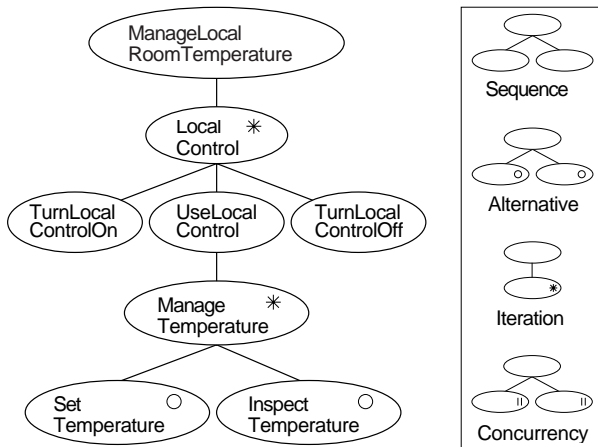 ManageLocal
RoomTemperature
Local
Control
TurnLocal
ControlOn
UseLocal
Control
TurnLocal
ControlOff
Manage
Temperature
Set
Temperature
Inspect
Temperature
Sequence
Alternative
Iteration
Concurrency